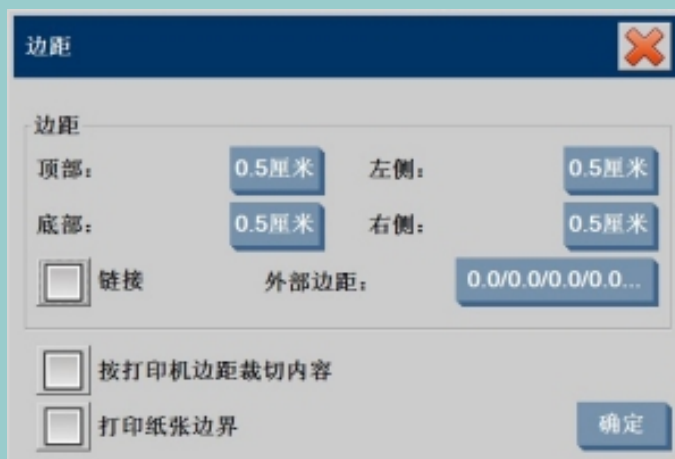 边距
边距
顶部： 0.5厘米 左侧： 0.5厘米
底部： 0.5厘米 右侧： 0.5厘米
链接 外部边距： 0.0/0.0/0.0/0.0...
按打印机边距裁切内容
打印纸张边界
确定